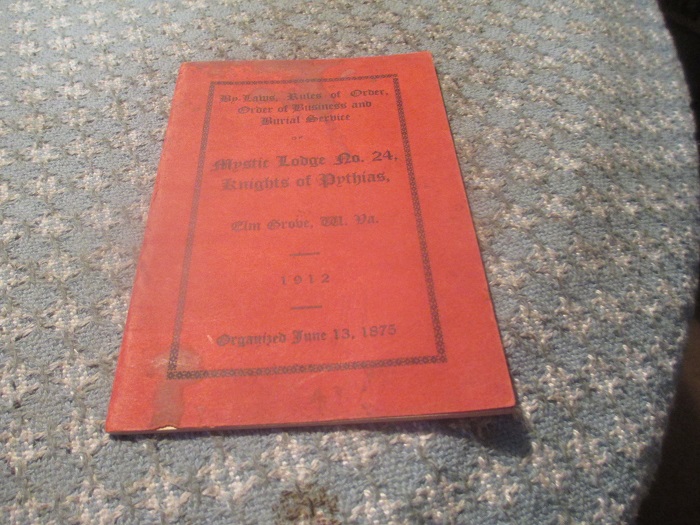 By-Laws, Rules of Order,
Order of Business and
Burial Service
OF
Mystic Lodge No. 24,
Knights of Pythias,
Elm Grove, W. Va.
1912
Organized June 13, 1875